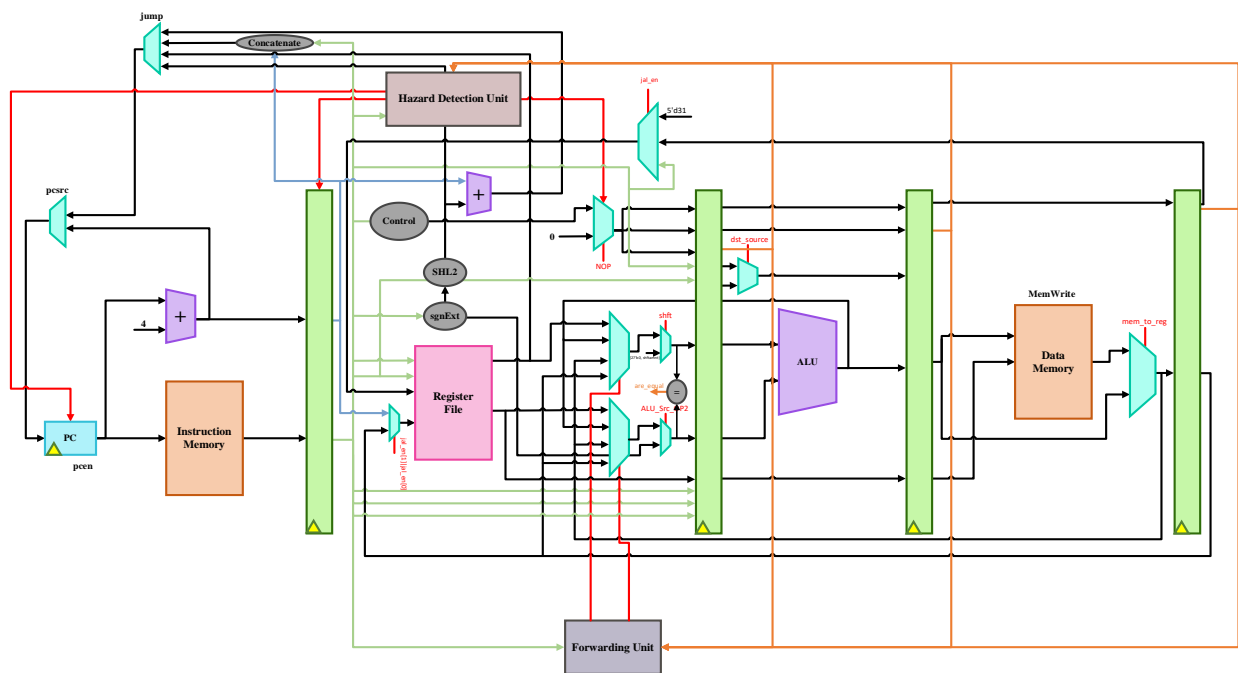 jump
Concatenate
jal_en
Hazard Detection Unit
5'd31
pcsrc
+
Control
0
NOP
dst_source
SHL2
MemWrite
4
+
sgnExt
shft
mem_to_reg
ALU
Data
Memory
are_equal
=
Register
File
Instruction
Memory
PC
pcen
Forwarding Unit